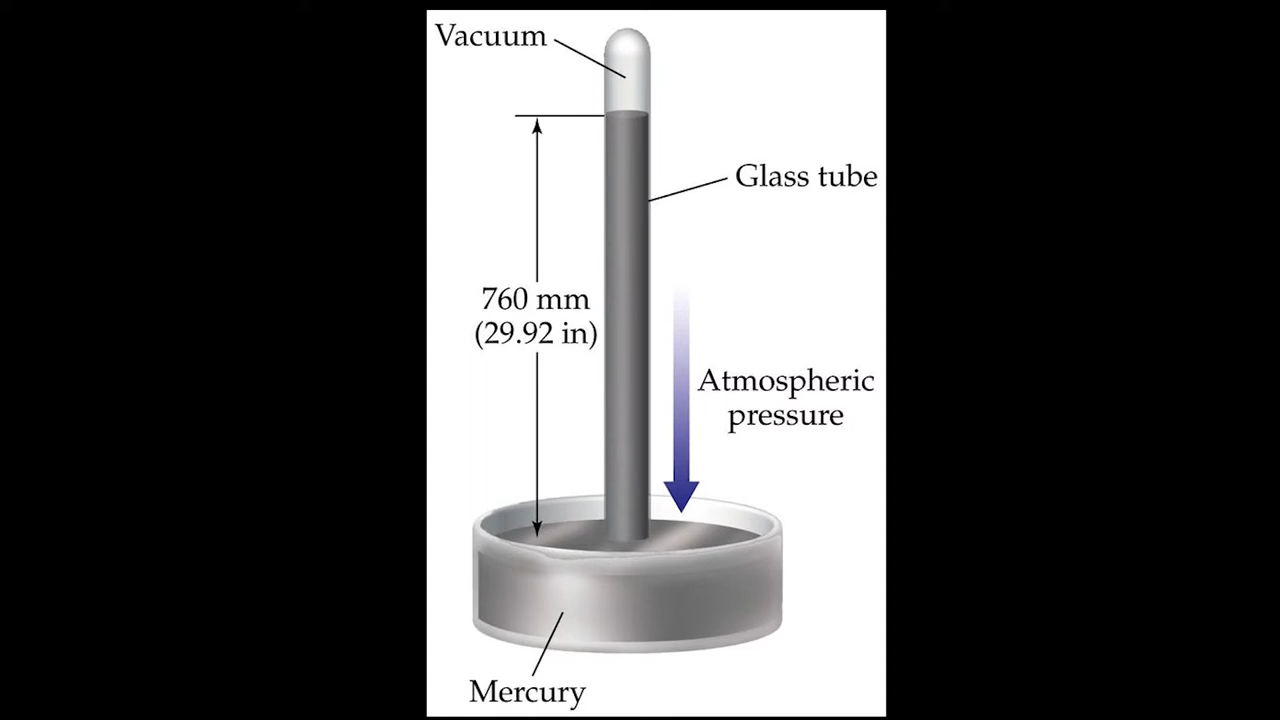 Vacuum
Glass tube
760 mm
(29.92 in)
Atmospheric
pressure
Mercury